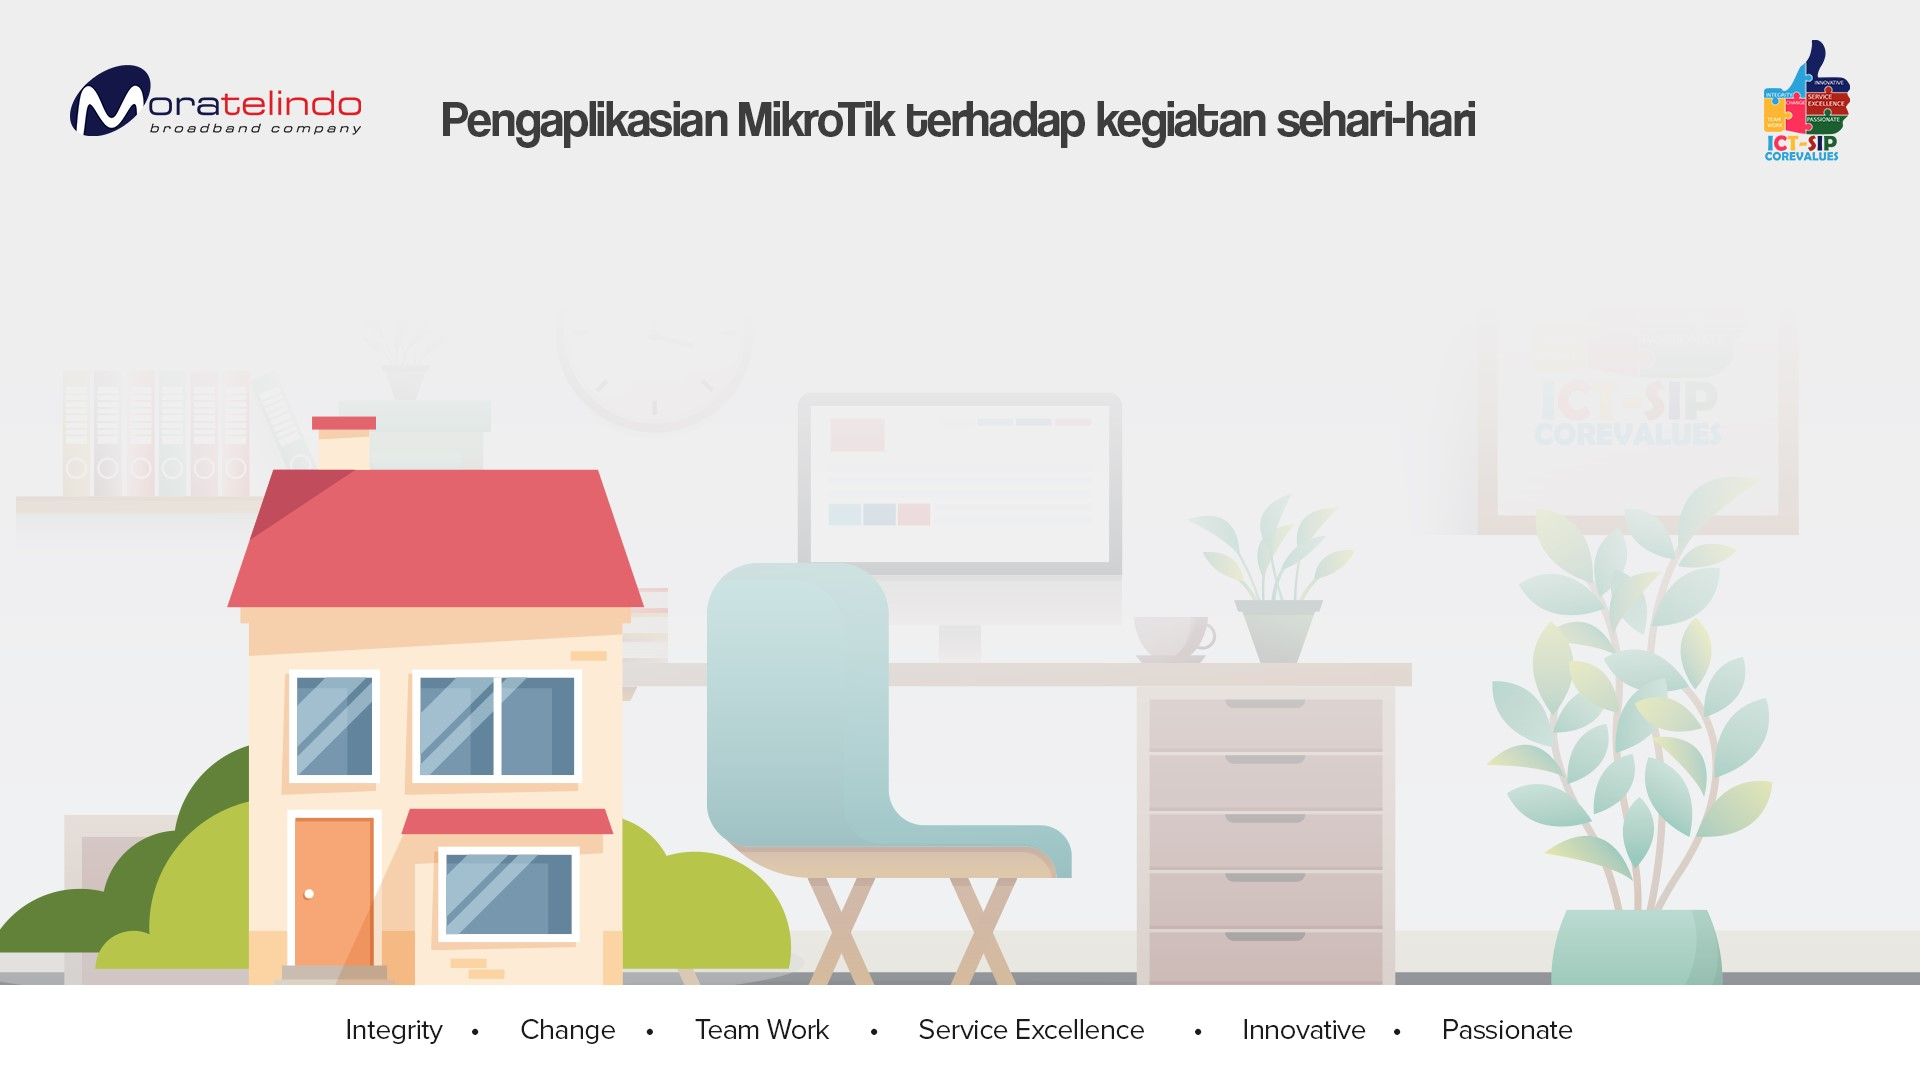 Moratelindo
broadband company
Pengaplikasian MikroTik terhadap kegiatan sehari-hari
INNOVATIVE
INTEGRITY
CHANGE
SERVICE
EXCELLENCE
TEAM
WORK
PASSIONATE
ICT-SIP
COREVALUES
ICT-SIP
COREVALUES
Integrity • Change • Team Work • Service Excellence • Innovative • Passionate